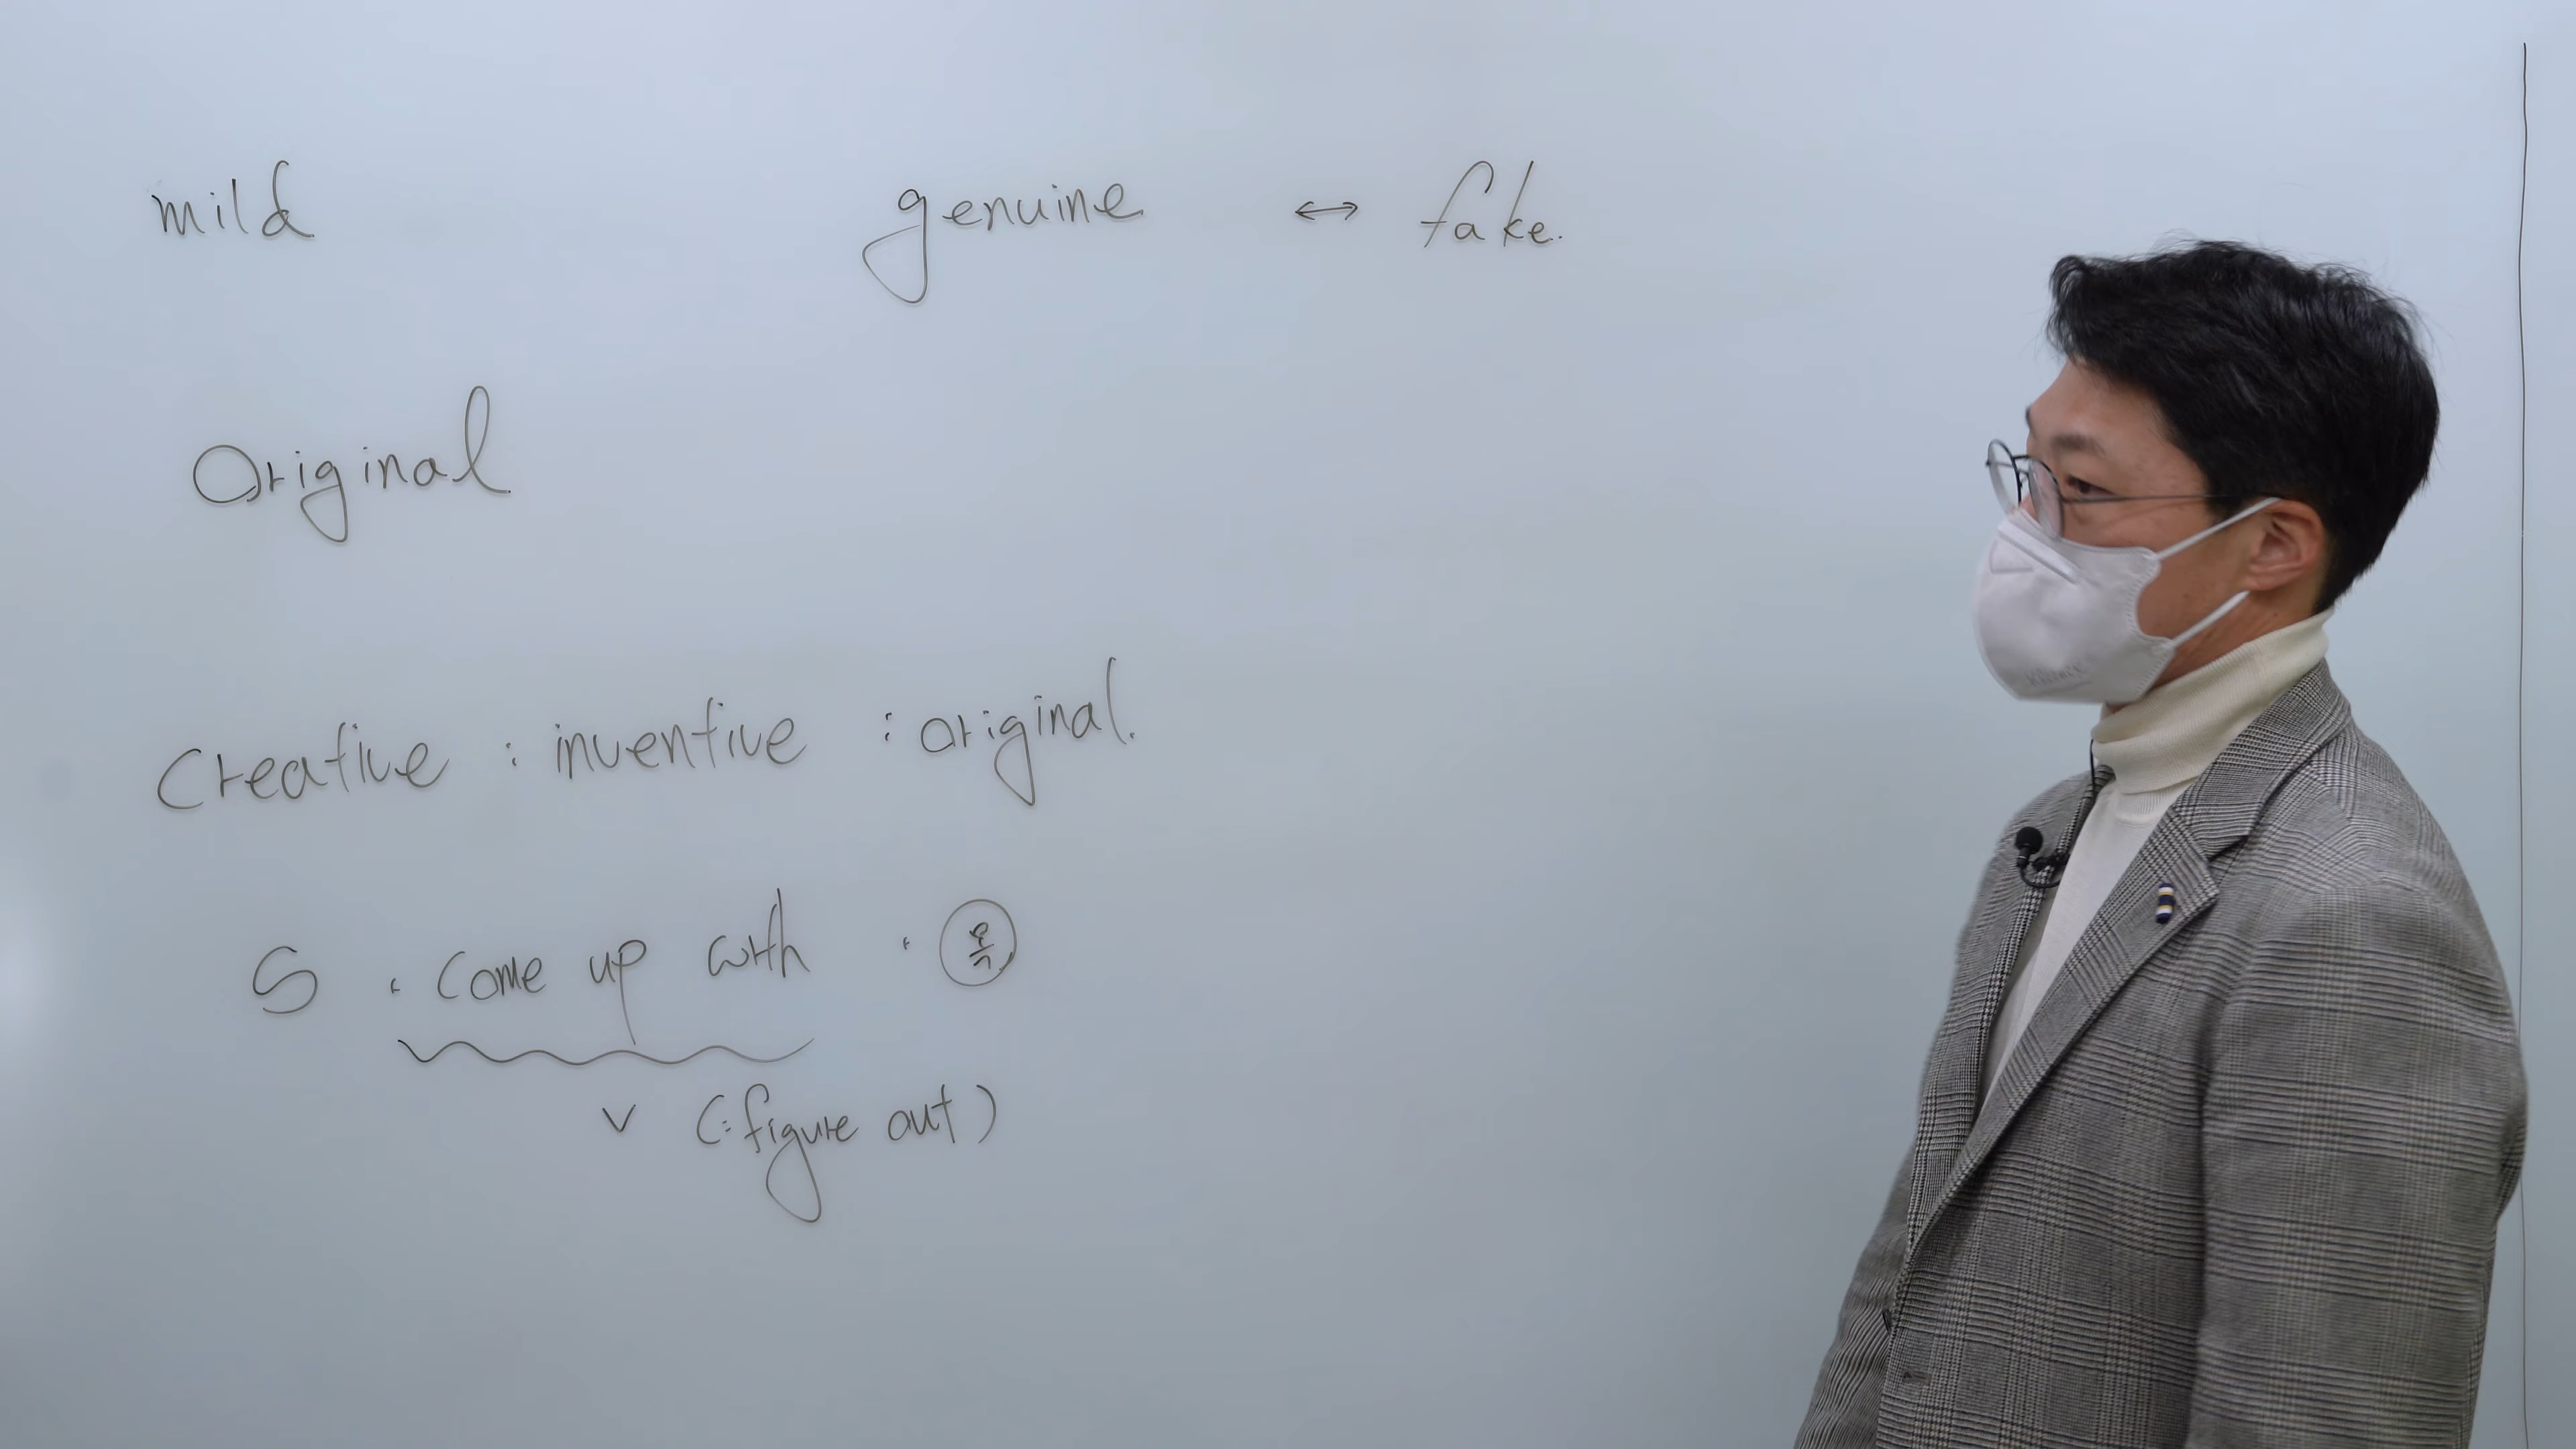 mild genuine ↔ fake.
Original
Creative : inventive : original.
S · Come up with · 목
V (: figure out)